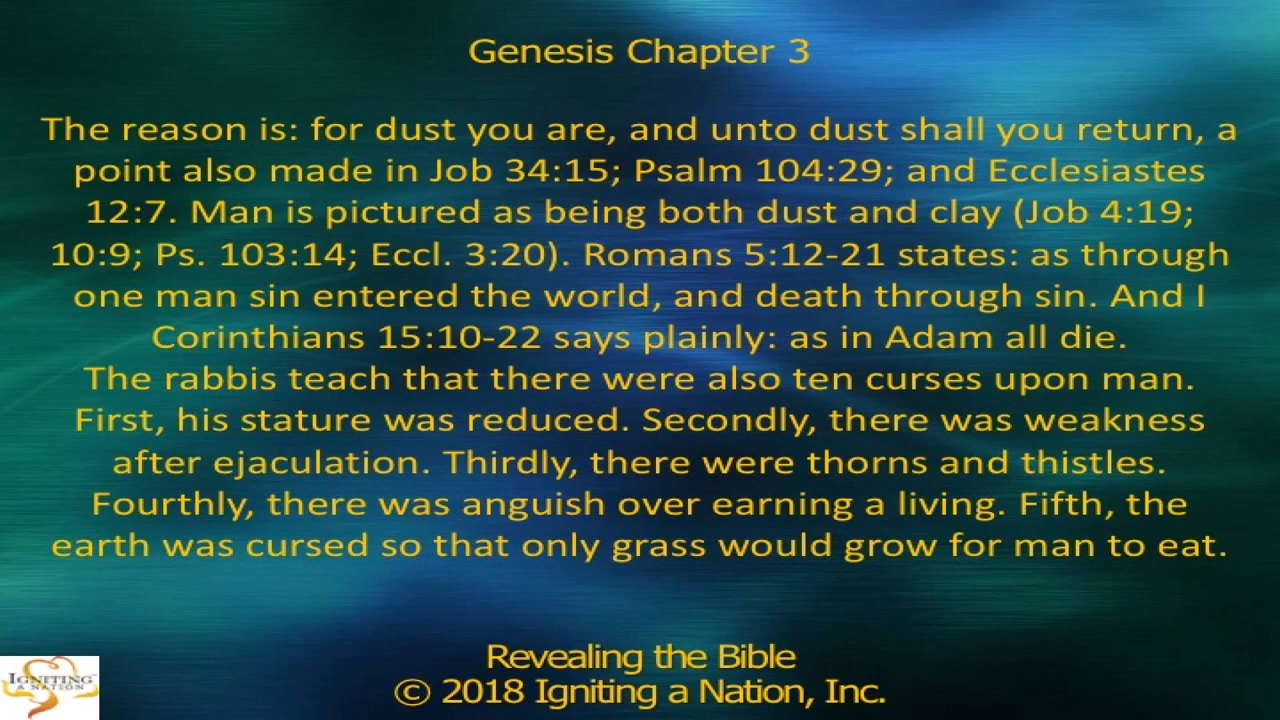 Genesis Chapter 3
The reason is: for dust you are, and unto dust shall you return, a
point also made in Job 34:15; Psalm 104:29; and Ecclesiastes
12:7. Man is pictured as being both dust and clay (Job 4:19;
10:9; Ps. 103:14; Eccl. 3:20). Romans 5:12-21 states: as through
one man sin entered the world, and death through sin. And I
Corinthians 15:10-22 says plainly: as in Adam all die.
The rabbis teach that there were also ten curses upon man.
First, his stature was reduced. Secondly, there was weakness
after ejaculation. Thirdly, there were thorns and thistles.
Fourthly, there was anguish over earning a living. Fifth, the
earth was cursed so that only grass would grow for man to eat.
Revealing the Bible
© 2018 Igniting a Nation, Inc.
IGNITING
A NATION